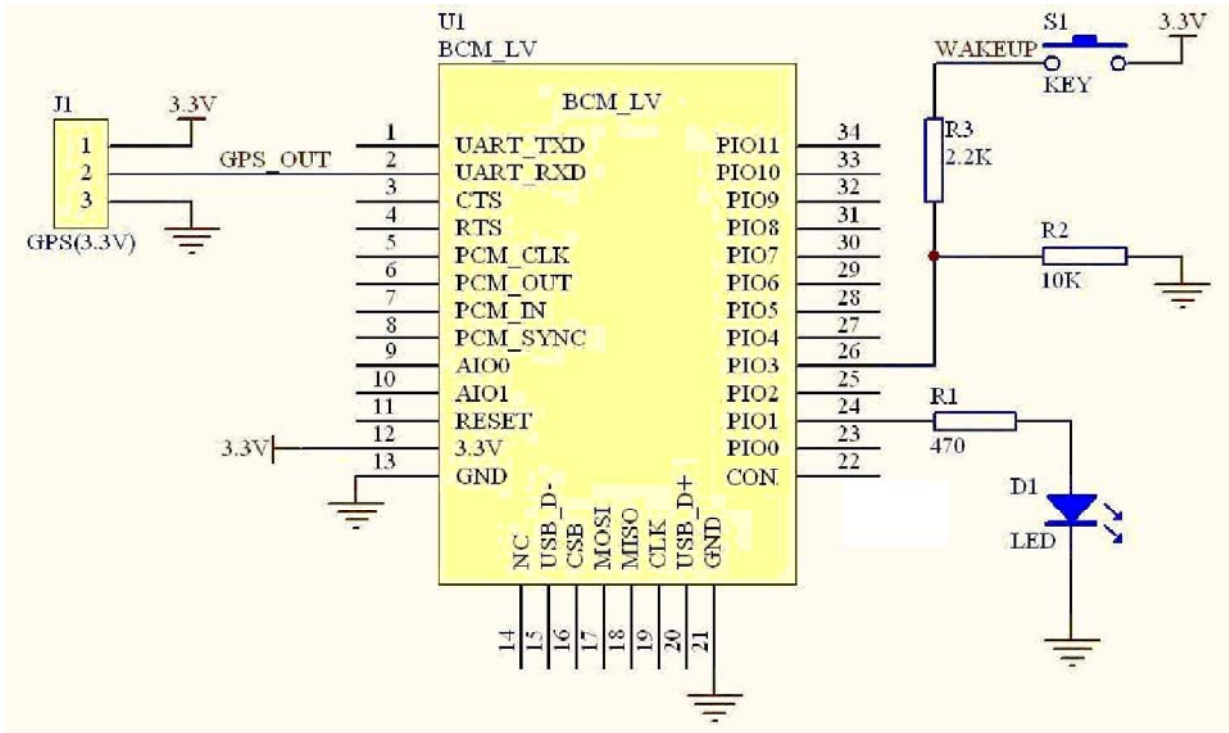 U1
BCM_LV
BCM_LV
J1
3.3V
1
2
3
GPS(3.3V)
GPS_OUT
1 UART_TXD
2 UART_RXD
3 CTS
4 RTS
5 PCM_CLK
6 PCM_OUT
7 PCM_IN
8 PCM_SYNC
9 AIO0
10 AIO1
11 RESET
3.3V 12 3.3V
13 GND
NC 14
USB_D- 15
CSB 16
MOSI 17
MISO 18
CLK 19
USB_D+ 20
GND 21
PIO11 34
PIO10 33
PIO9 32
PIO8 31
PIO7 30
PIO6 29
PIO5 28
PIO4 27
PIO3 26
PIO2 25
PIO1 24
PIO0 23
CON 22
S1
3.3V
WAKEUP
KEY
R3
2.2K
R2
10K
R1
470
D1
LED